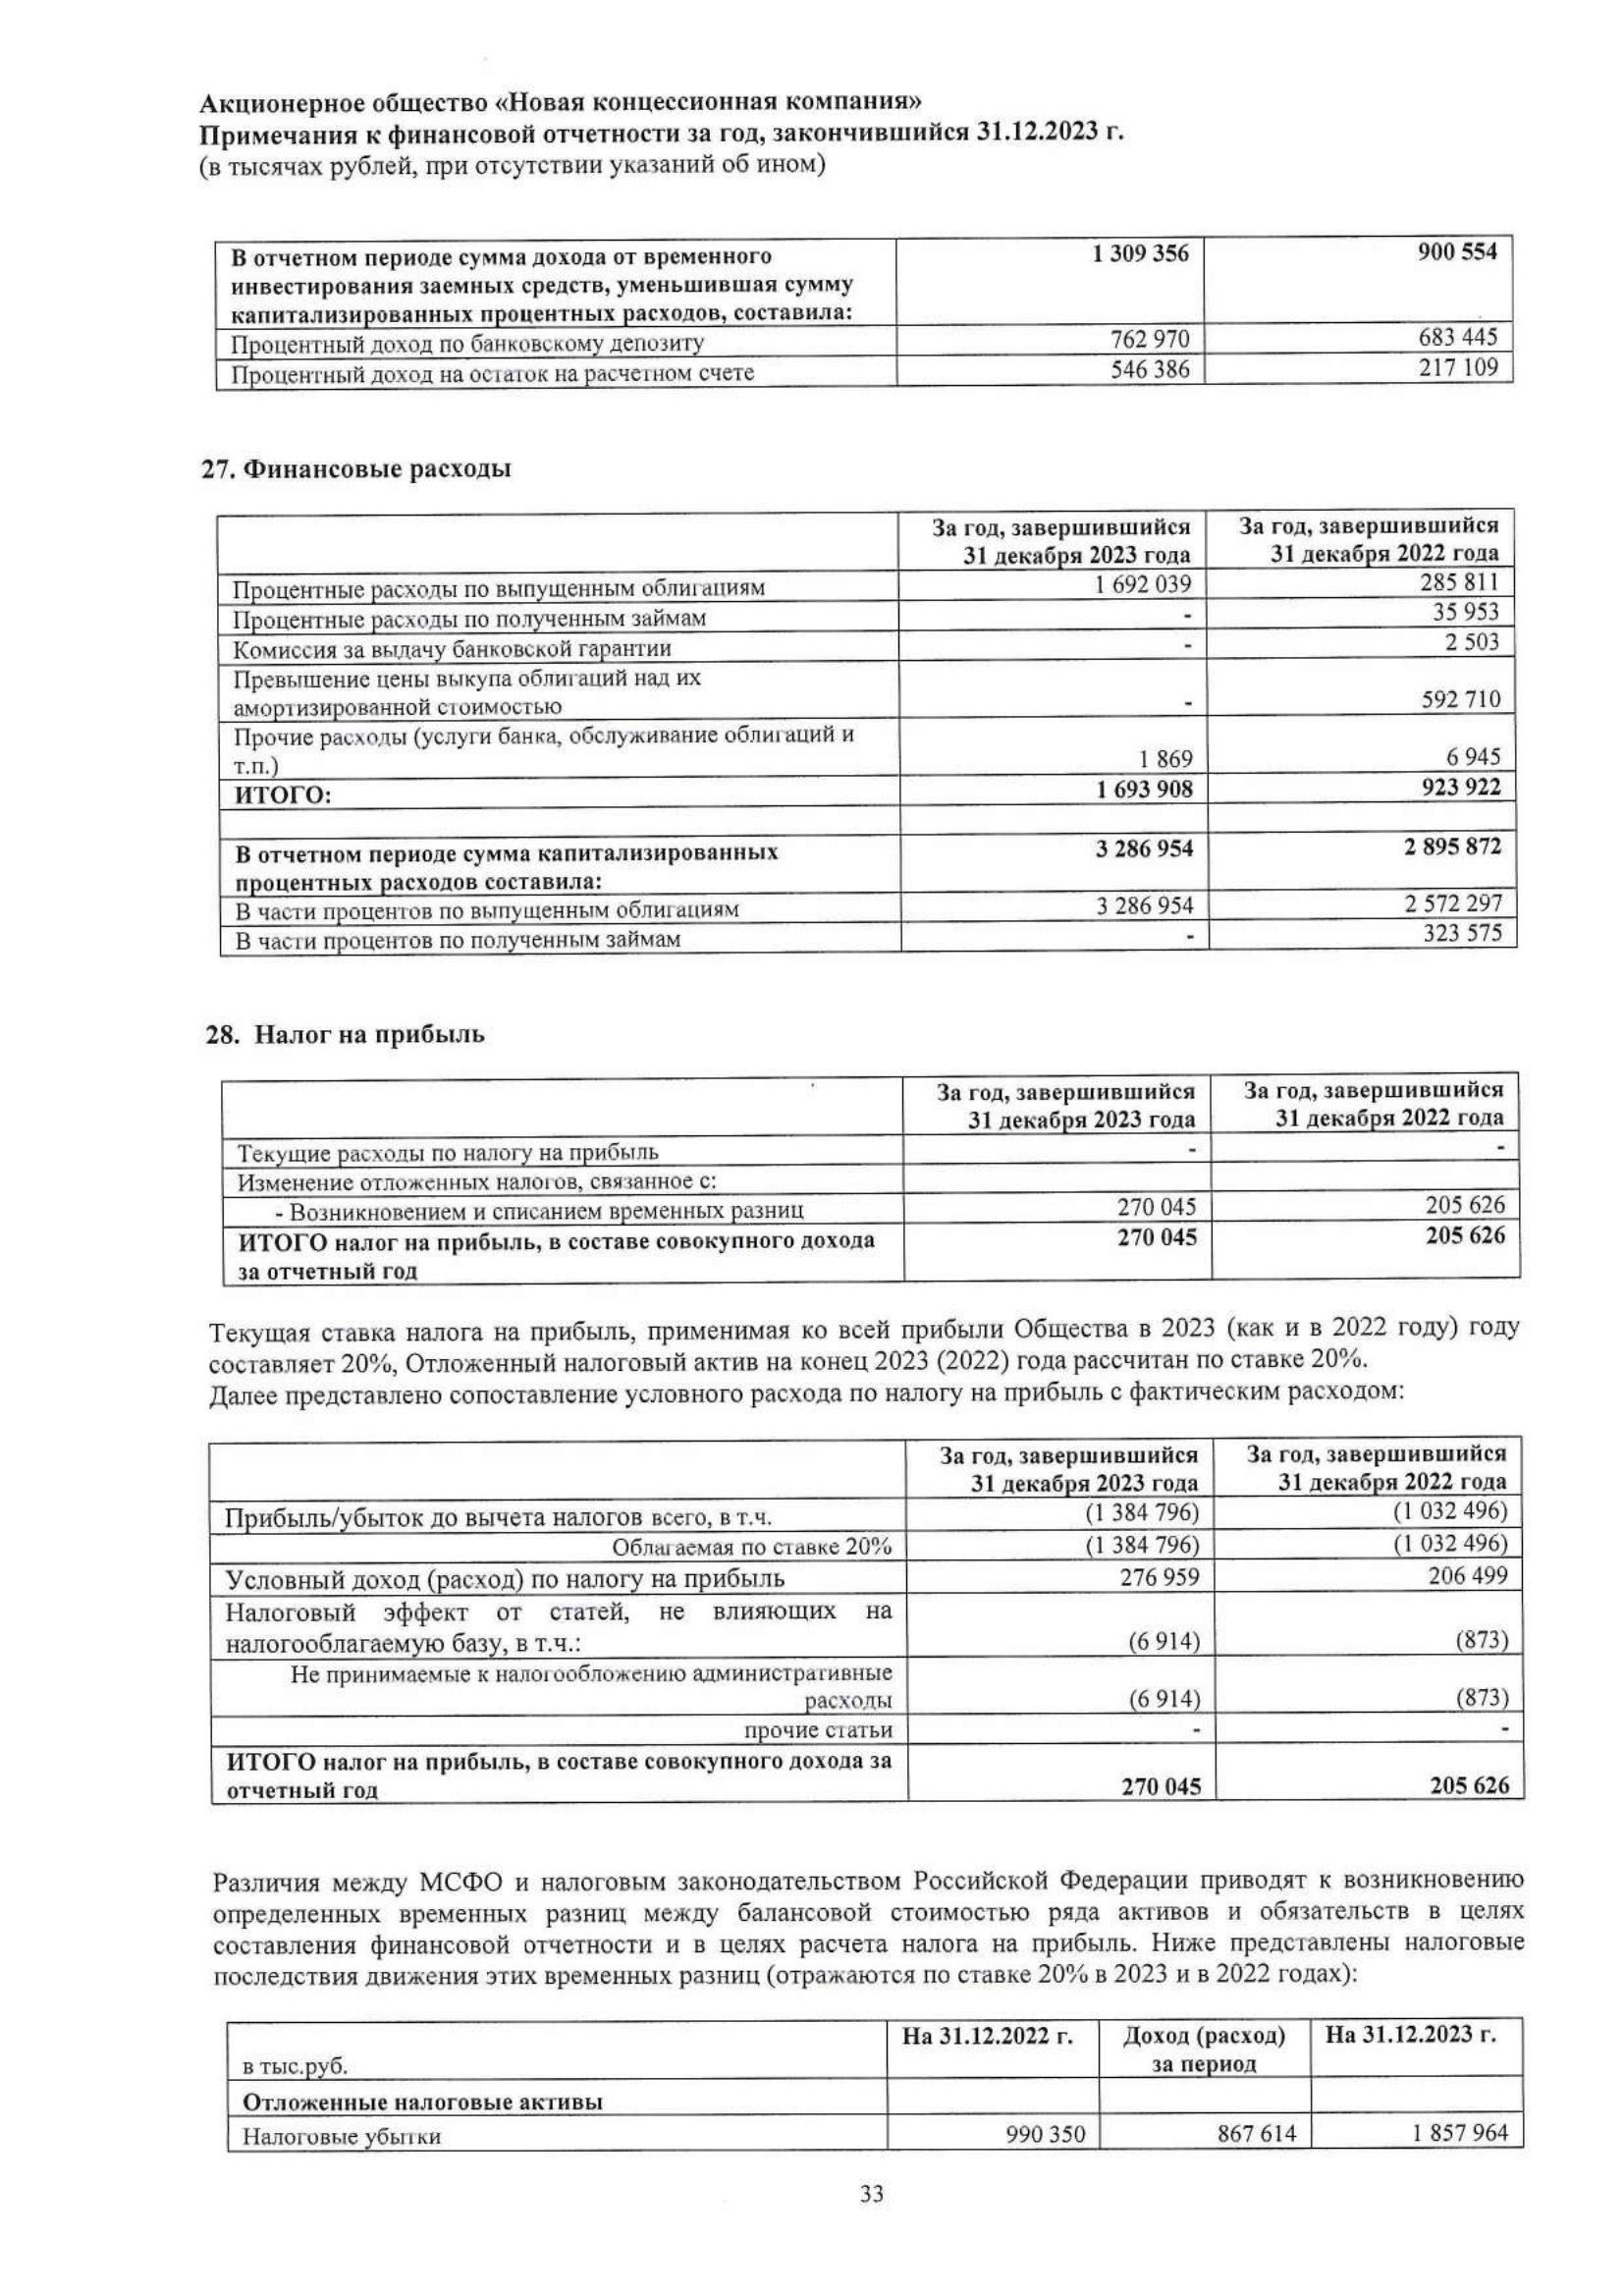 Акционерное общество «Новая концессионная компания»
Примечания к финансовой отчетности за год, закончившийся 31.12.2023 г.
(в тысячах рублей, при отсутствии указаний об ином)
В отчетном периоде сумма дохода от временного 1 309 356 900 554
инвестирования заемных средств, уменьшившая сумму
капитализированных процентных расходов, составила:
Процентный доход по банковскому депозиту 762 970 683 445
Процентный доход на остаток на расчетном счете 546 386 217 109
27. Финансовые расходы
За год, завершившийся За год, завершившийся
31 декабря 2023 года 31 декабря 2022 года
Процентные расходы по выпущенным облигациям 1 692 039 285 811
Процентные расходы по полученным займам - 35 953
Комиссия за выдачу банковской гарантии - 2 503
Превышение цены выкупа облигаций над их
амортизированной стоимостью - 592 710
Прочие расходы (услуги банка, обслуживание облигаций и
т.п.) 1 869 6 945
ИТОГО: 1 693 908 923 922
В отчетном периоде сумма капитализированных 3 286 954 2 895 872
процентных расходов составила:
В части процентов по выпущенным облигациям 3 286 954 2 572 297
В части процентов по полученным займам - 323 575
28. Налог на прибыль
За год, завершившийся За год, завершившийся
31 декабря 2023 года 31 декабря 2022 года
Текущие расходы по налогу на прибыль - -
Изменение отложенных налогов, связанное с:
- Возникновением и списанием временных разниц 270 045 205 626
ИТОГО налог на прибыль, в составе совокупного дохода 270 045 205 626
за отчетный год
Текущая ставка налога на прибыль, применимая ко всей прибыли Общества в 2023 (как и в 2022 году) году
составляет 20%, Отложенный налоговый актив на конец 2023 (2022) года рассчитан по ставке 20%.
Далее представлено сопоставление условного расхода по налогу на прибыль с фактическим расходом:
За год, завершившийся За год, завершившийся
31 декабря 2023 года 31 декабря 2022 года
Прибыль/убыток до вычета налогов всего, в т.ч. (1 384 796) (1 032 496)
Облагаемая по ставке 20% (1 384 796) (1 032 496)
Условный доход (расход) по налогу на прибыль 276 959 206 499
Налоговый эффект от статей, не влияющих на
налогооблагаемую базу, в т.ч.: (6 914) (873)
Не принимаемые к налогообложению административные
расходы (6 914) (873)
прочие статьи - -
ИТОГО налог на прибыль, в составе совокупного дохода за
отчетный год 270 045 205 626
Различия между МСФО и налоговым законодательством Российской Федерации приводят к возникновению
определенных временных разниц между балансовой стоимостью ряда активов и обязательств в целях
составления финансовой отчетности и в целях расчета налога на прибыль. Ниже представлены налоговые
последствия движения этих временных разниц (отражаются по ставке 20% в 2023 и в 2022 годах):
На 31.12.2022 г. Доход (расход) На 31.12.2023 г.
в тыс.руб. за период
Отложенные налоговые активы
Налоговые убытки 990 350 867 614 1 857 964
33